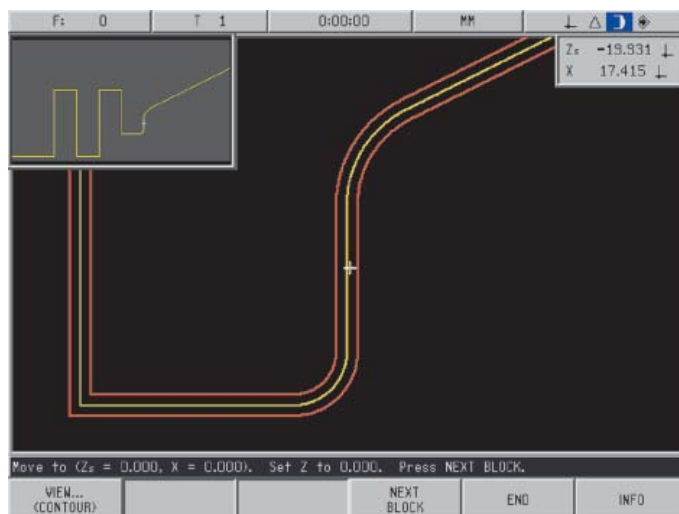 F: 0 T 1 0:00:00 MM
Zs -19.931
X 17.415
Move to (Zs = 0.000, X = 0.000). Set Z to 0.000. Press NEXT BLOCK.
VIEW... (CONTOUR)
NEXT BLOCK
END
INFO